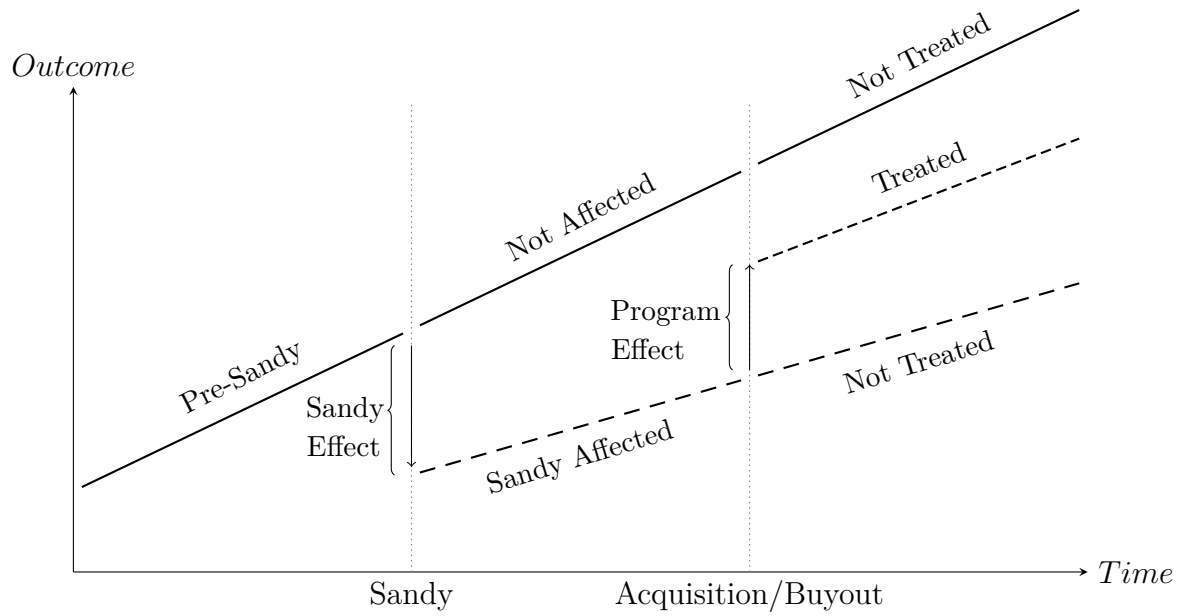 Outcome
Not Treated
Treated
Not Affected
Program
Effect
Pre-Sandy
Not Treated
Sandy
Effect
Sandy Affected
Time
Sandy
Acquisition/Buyout